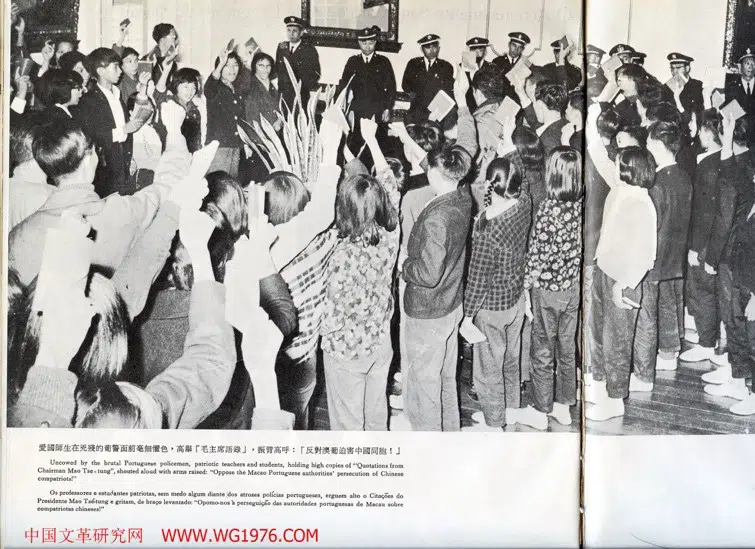 愛國師生在兇殘的葡警面前毫無懼色，高舉「毛主席語錄」，振臂高呼：「反對澳葡迫害中國同胞！」
Uncowed by the brutal Portuguese policemen, patriotic teachers and students, holding high copies of "Quotations from
Chairman Mao Tse-tung", shouted aloud with arms raised: "Oppose the Macao Portuguese authorities' persecution of Chinese
compatriots!"
Os professores e estudantes patriotas, sem medo algum diante dos atrozes polícias portugueses, erguem alto o Citações do
Presidente Mao Tsé-tung e gritam, de braço levantado: "Opomo-nos à perseguição das autoridades portuguesas de Macau sobre
compatriotas chineses!"
中国文革研究网 WWW.WG1976.COM